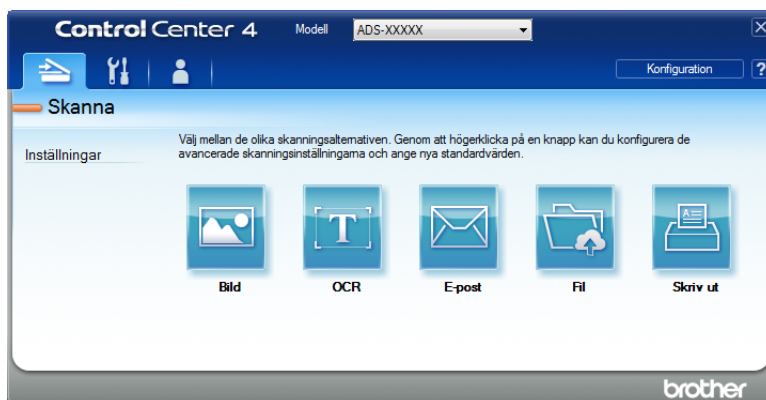 ControlCenter 4 Modell ADS-XXXXX
Konfiguration ?
Skanna
Inställningar
Välj mellan de olika skanningsalternativen. Genom att högerklicka på en knapp kan du konfigurera de
avancerade skanningsinställningarna och ange nya standardvärden.
T
Bild OCR E-post Fil Skriv ut
brother